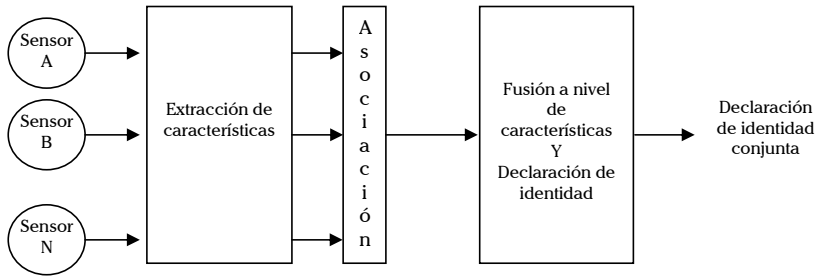 Sensor
A
Sensor
B
Sensor
N
Extracción de
características
A
s
o
c
i
a
c
i
ó
n
Fusión a nivel
de
características
Y
Declaración de
identidad
Declaración
de identidad
conjunta